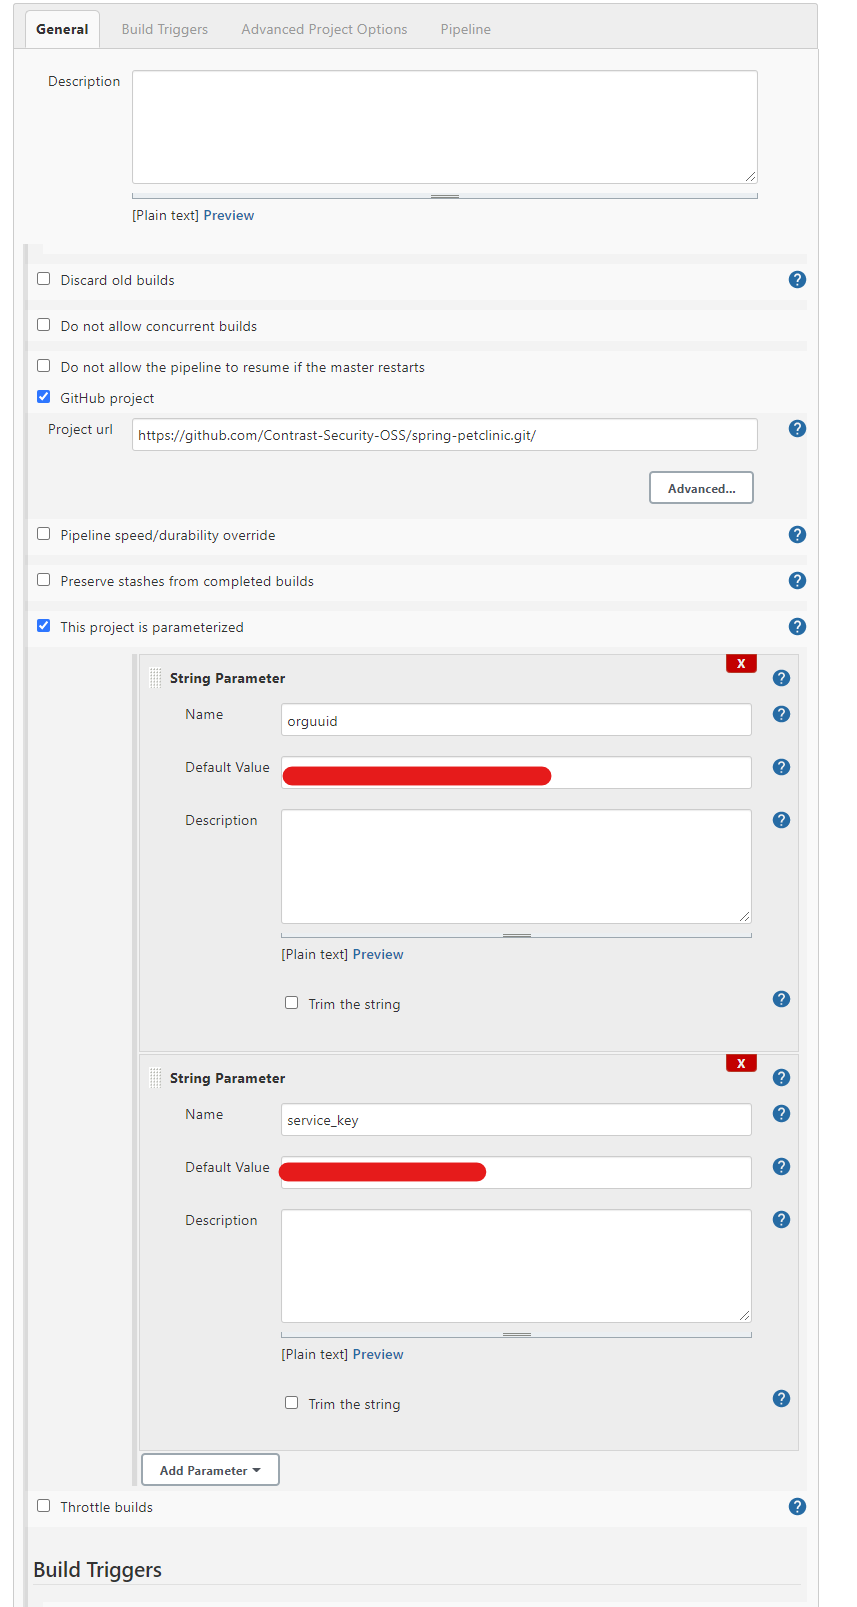 General Build Triggers Advanced Project Options Pipeline
Description
[Plain text] Preview
Discard old builds ?
Do not allow concurrent builds
Do not allow the pipeline to resume if the master restarts
GitHub project
Project url https://github.com/Contrast-Security-OSS/spring-petclinic.git/ ?
Advanced...
Pipeline speed/durability override ?
Preserve stashes from completed builds ?
This project is parameterized ?
X
String Parameter ?
Name orguuid ?
Default Value ?
Description ?
[Plain text] Preview
Trim the string ?
X
String Parameter ?
Name service_key ?
Default Value ?
Description ?
[Plain text] Preview
Trim the string ?
Add Parameter
Throttle builds ?
Build Triggers